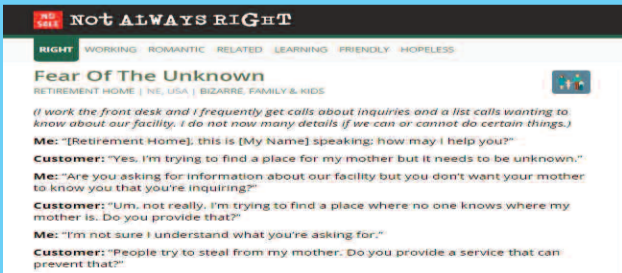 NO SALE NOt ALWAYS RIGHT
RIGHT WORKING ROMANTIC RELATED LEARNING FRIENDLY HOPELESS
Fear Of The Unknown
RETIREMENT HOME | NE, USA | BIZARRE, FAMILY & KIDS
(I work the front desk and I frequently get calls about inquiries and a list calls wanting to
know about our facility. I do not now many details if we can or cannot do certain things.)
Me: "[Retirement Home], this is [My Name] speaking; how may I help you?"
Customer: "Yes, I'm trying to find a place for my mother but it needs to be unknown."
Me: "Are you asking for information about our facility but you don't want your mother
to know you that you're inquiring?"
Customer: "Um, not really. I'm trying to find a place where no one knows where my
mother is. Do you provide that?"
Me: "I'm not sure I understand what you're asking for."
Customer: "People try to steal from my mother. Do you provide a service that can
prevent that?"